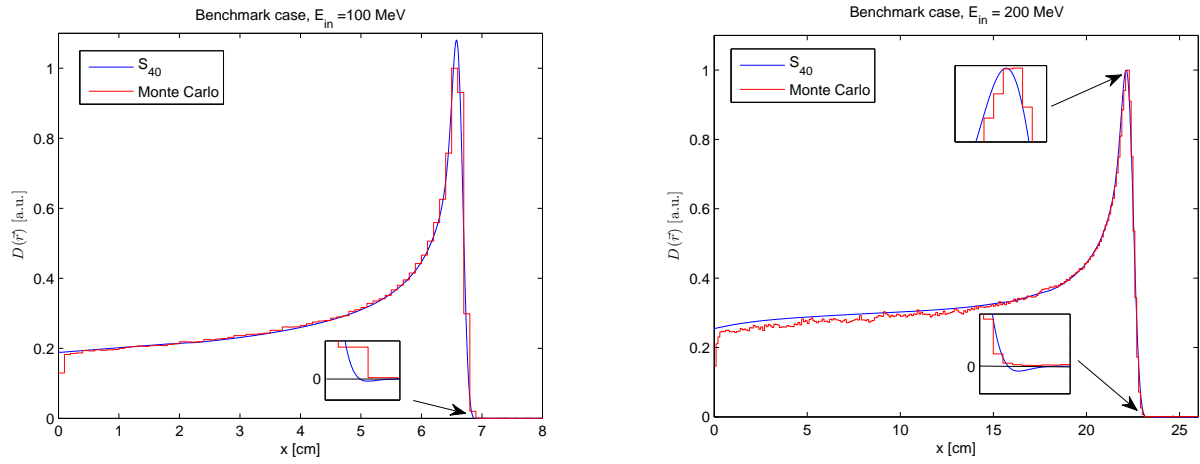 Benchmark case, E_in =100 MeV
S_40
Monte Carlo
D(r⃗) [a.u.]
1
0.8
0.6
0.4
0.2
0
0
0 1 2 3 4 5 6 7 8
x [cm]
Benchmark case, E_in = 200 MeV
S_40
Monte Carlo
D(r⃗) [a.u.]
1
0.8
0.6
0.4
0.2
0
0
0 5 10 15 20 25
x [cm]